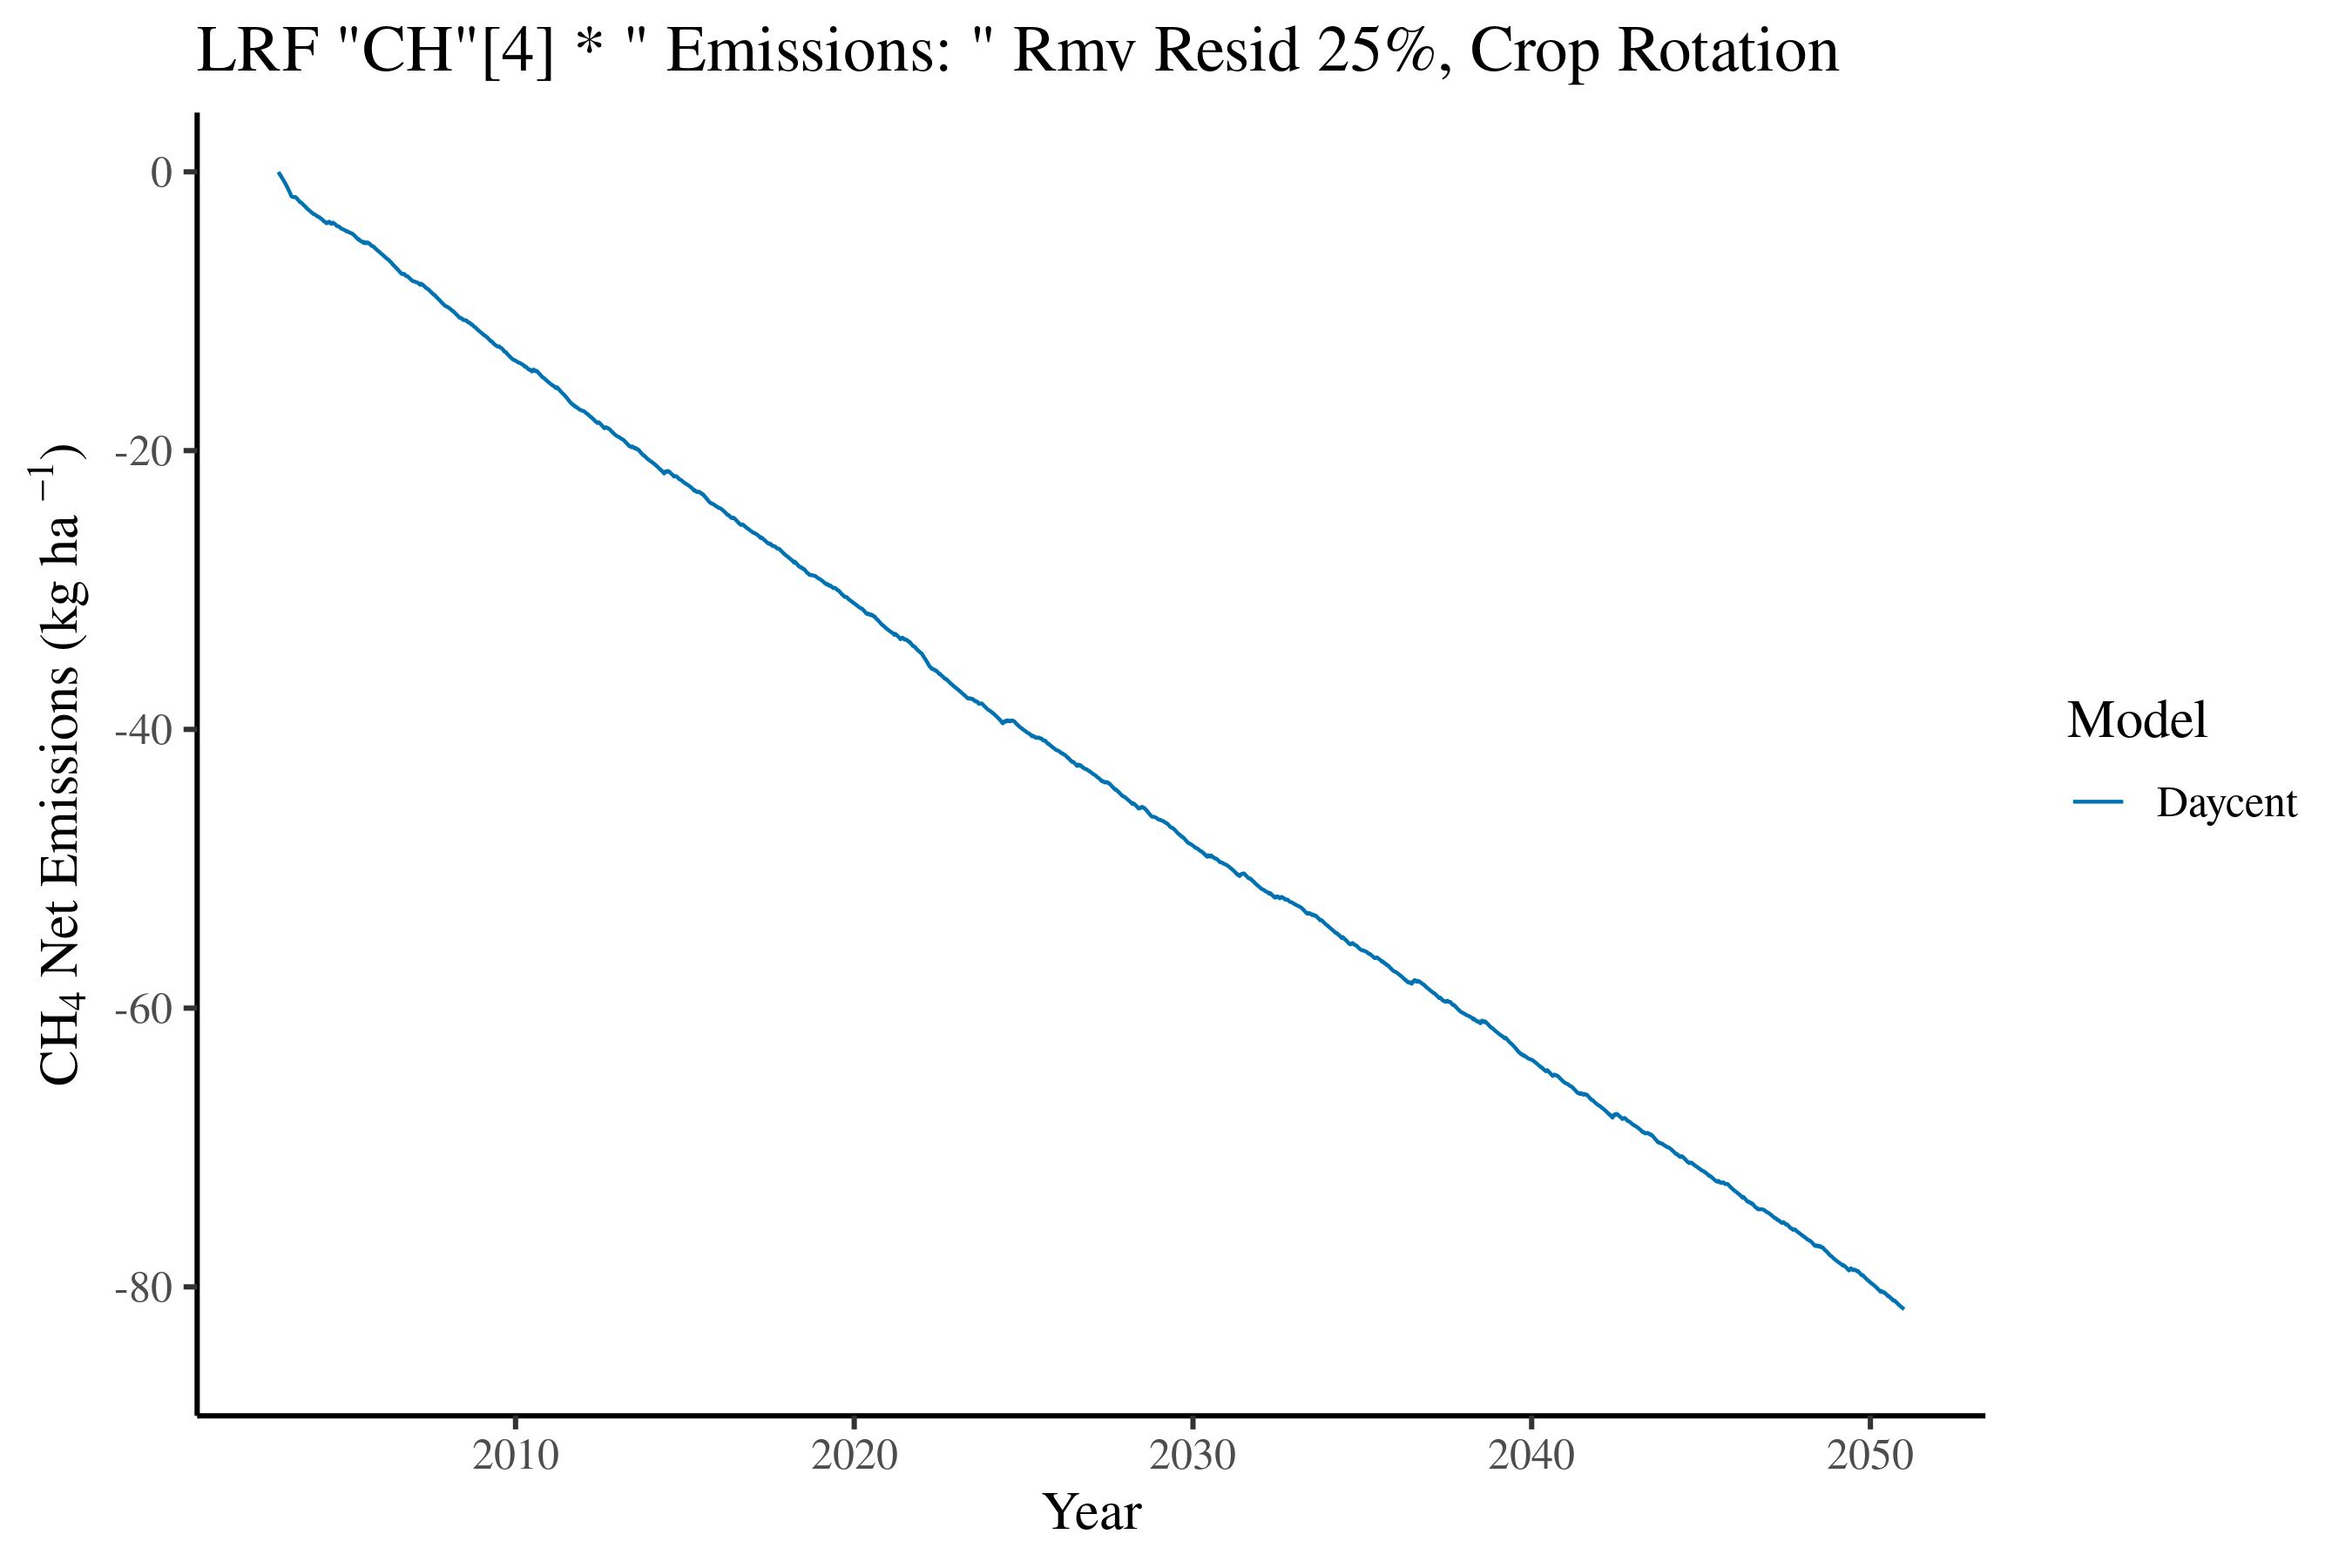 LRF "CH"[4] * " Emissions: " Rmv Resid 25%, Crop Rotation
CH4 Net Emissions (kg ha −1)
0
-20
-40
-60
-80
2010 2020 2030 2040 2050
Year
Model
Daycent